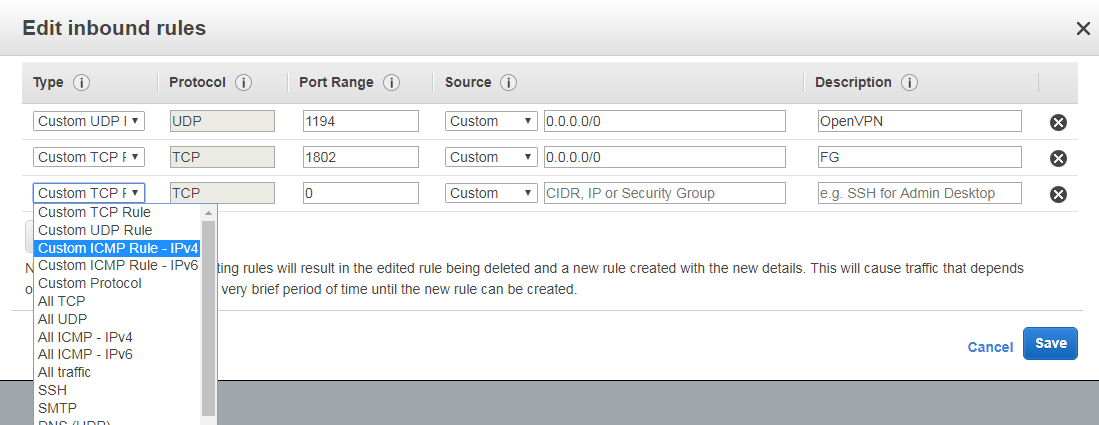 Edit inbound rules
Type Protocol Port Range Source Description
Custom UDP UDP 1194 Custom 0.0.0.0/0 OpenVPN
Custom TCP TCP 1802 Custom 0.0.0.0/0 FG
Custom TCP TCP 0 Custom CIDR, IP or Security Group e.g. SSH for Admin Desktop
Custom TCP Rule
Custom UDP Rule
Custom ICMP Rule - IPv4
Custom ICMP Rule - IPv6
Custom Protocol
All TCP
All UDP
All ICMP - IPv4
All ICMP - IPv6
All traffic
SSH
SMTP
DNS (UDP)
rules will result in the edited rule being deleted and a new rule created with the new details. This will cause traffic that depends
very brief period of time until the new rule can be created.
Cancel Save